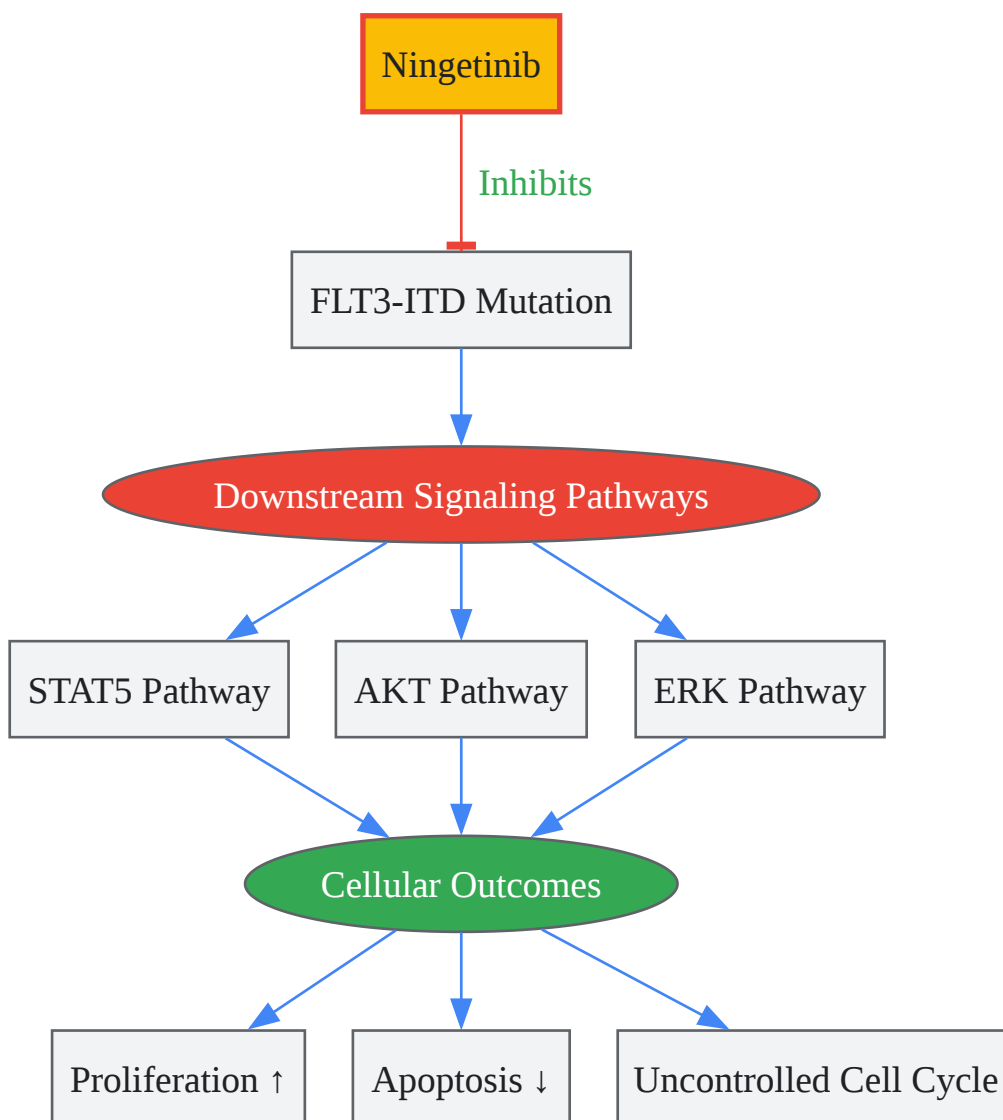 Ningetinib
Inhibits
FLT3-ITD Mutation
Downstream Signaling Pathways
STAT5 Pathway
AKT Pathway
ERK Pathway
Cellular Outcomes
Proliferation ↑
Apoptosis ↓
Uncontrolled Cell Cycle